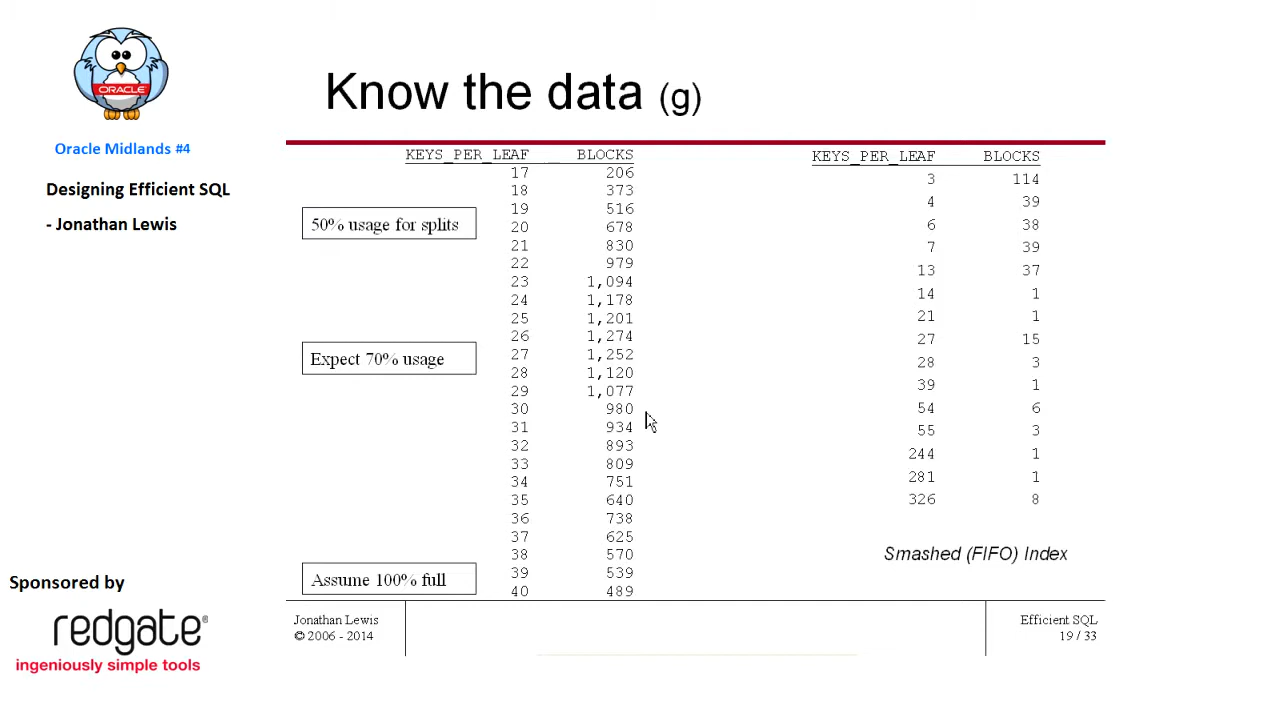 ORACLE
Oracle Midlands #4
Designing Efficient SQL
- Jonathan Lewis
Know the data (g)
KEYS_PER_LEAF BLOCKS
17 206
18 373
19 516
20 678
21 830
22 979
23 1,094
24 1,178
25 1,201
26 1,274
27 1,252
28 1,120
29 1,077
30 980
31 934
32 893
33 809
34 751
35 640
36 738
37 625
38 570
39 539
40 489
50% usage for splits
Expect 70% usage
Assume 100% full
KEYS_PER_LEAF BLOCKS
3 114
4 39
6 38
7 39
13 37
14 1
21 1
27 15
28 3
39 1
54 6
55 3
244 1
281 1
326 8
Smashed (FIFO) Index
Sponsored by
redgate®
ingeniously simple tools
Jonathan Lewis
© 2006 - 2014
Efficient SQL
19 / 33